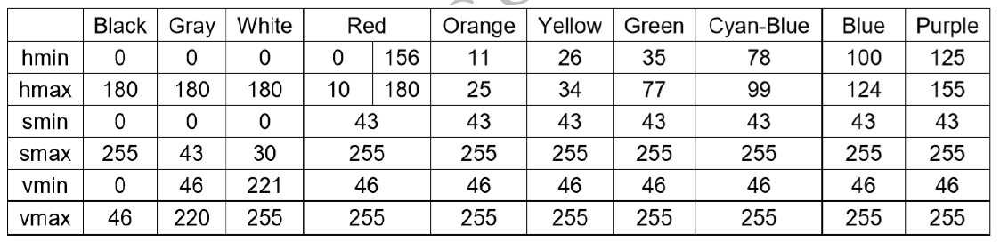 Black Gray White Red Orange Yellow Green Cyan-Blue Blue Purple
hmin 0 0 0 0 156 11 26 35 78 100 125
hmax 180 180 180 10 180 25 34 77 99 124 155
smin 0 0 0 43 43 43 43 43 43 43
smax 255 43 30 255 255 255 255 255 255 255
vmin 0 46 221 46 46 46 46 46 46 46
vmax 46 220 255 255 255 255 255 255 255 255